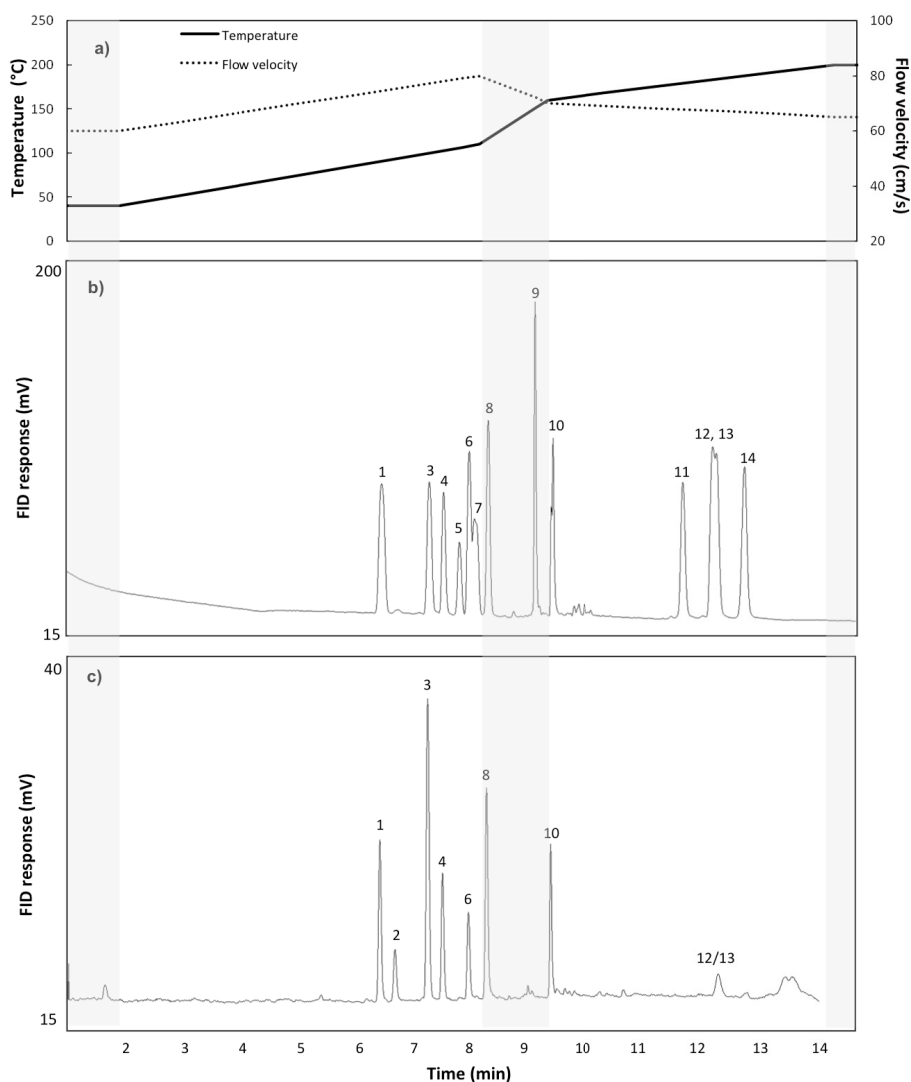 250
200
150
100
50
0
Temperature (°C)
a)
Temperature
Flow velocity
100
80
60
40
20
Flow velocity
(cm/s)
200
15
FID response (mV)
b)
1
3
4
5
6
7
8
9
10
11
12, 13
14
40
15
FID response (mV)
c)
1
2
3
4
6
8
10
12/13
2 3 4 5 6 7 8 9 10 11 12 13 14
Time (min)